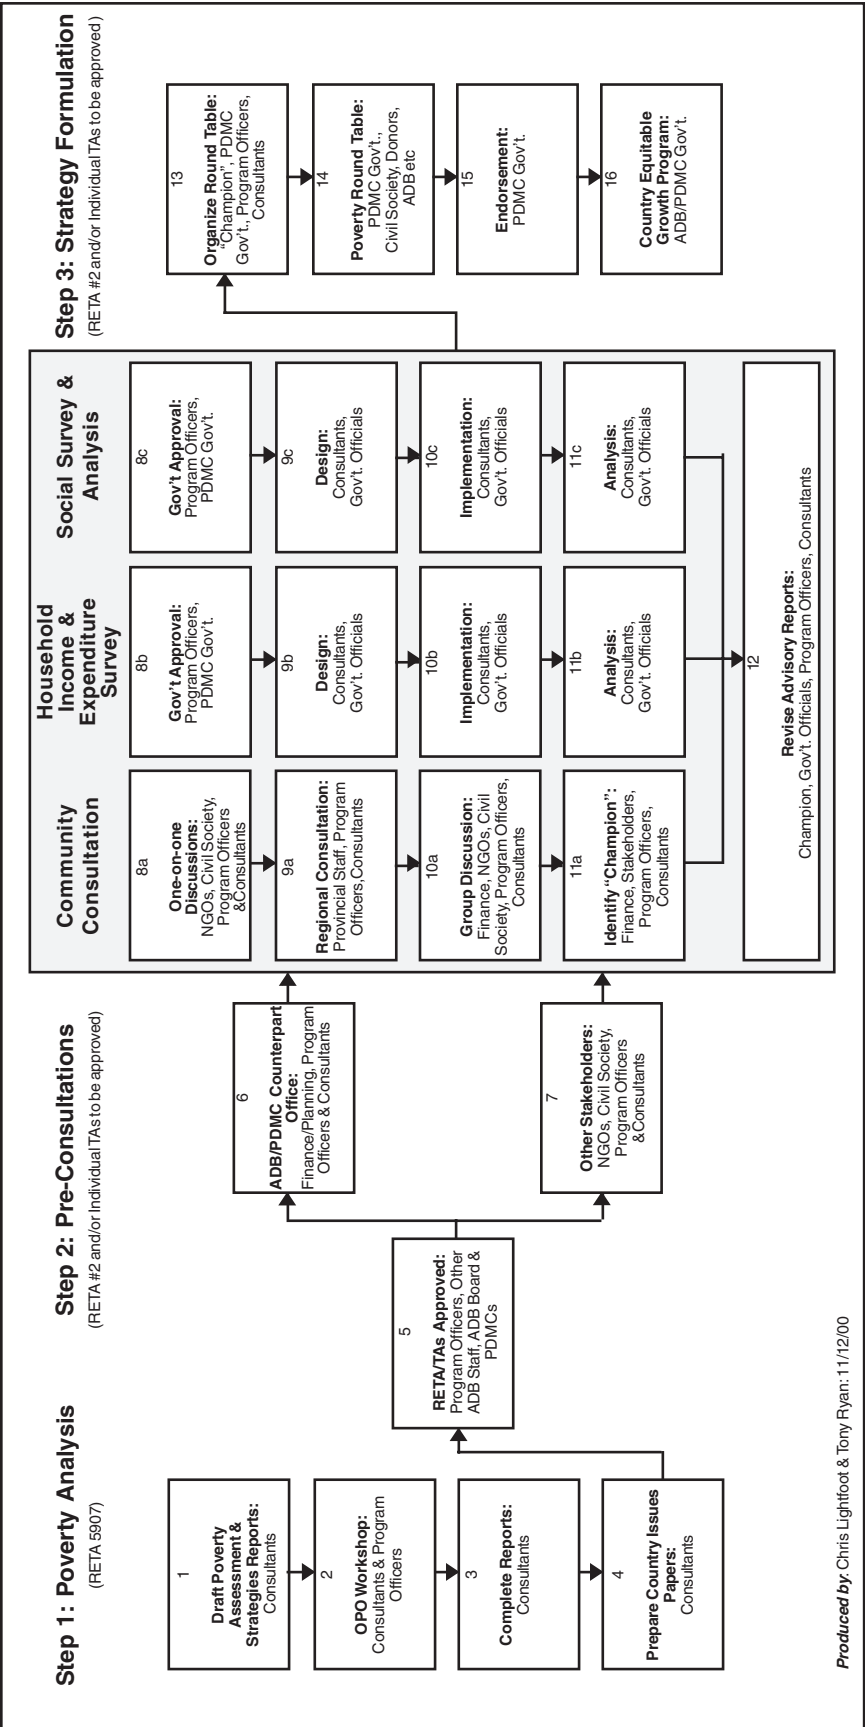 Step 1: Poverty Analysis
(RETA 5907)
1
Draft Poverty
Assessment &
Strategies Reports:
Consultants
2
OPO Workshop:
Consultants & Program
Officers
3
Complete Reports:
Consultants
4
Prepare Country Issues
Papers:
Consultants
Step 2: Pre-Consultations
(RETA #2 and/or Individual TAs to be approved)
5
RETA/TAs Approved:
Program Officers, Other
ADB Staff, ADB Board &
PDMCs
6
ADB/PDMC Counterpart
Office:
Finance/Planning, Program
Officers & Consultants
7
Other Stakeholders:
NGOs, Civil Society,
Program Officers
&Consultants
Community
Consultation
8a
One-on-one
Discussions:
NGOs, Civil Society,
Program Officers
&Consultants
9a
Regional Consultation:
Provincial Staff, Program
Officers,Consultants
10a
Group Discussion:
Finance, NGOs, Civil
Society, Program Officers,
Consultants
11a
Identify "Champion":
Finance, Stakeholders,
Program Officers,
Consultants
Household
Income &
Expenditure
Survey
8b
Gov't Approval:
Program Officers,
PDMC Gov't.
9b
Design:
Consultants,
Gov't. Officials
10b
Implementation:
Consultants,
Gov't. Officials
11b
Analysis:
Consultants,
Gov't. Officials
Social Survey &
Analysis
8c
Gov't Approval:
Program Officers,
PDMC Gov't.
9c
Design:
Consultants,
Gov't. Officials
10c
Implementation:
Consultants,
Gov't. Officials
11c
Analysis:
Consultants,
Gov't. Officials
12
Revise Advisory Reports:
Champion, Gov't. Officials, Program Officers, Consultants
Step 3: Strategy Formulation
(RETA #2 and/or Individual TAs to be approved)
13
Organize Round Table:
"Champion", PDMC
Gov't., Program Officers,
Consultants
14
Poverty Round Table:
PDMC Gov't.,
Civil Society, Donors,
ADB etc
15
Endorsement:
PDMC Gov't.
16
Country Equitable
Growth Program:
ADB/PDMC Gov't.
Produced by: Chris Lightfoot & Tony Ryan: 11/12/00